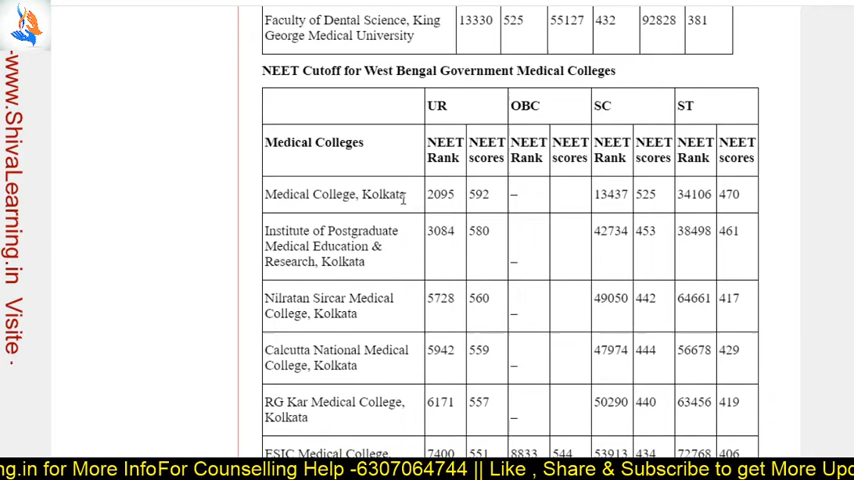 Faculty of Dental Science, King 13330 525 55127 432 92828 381
George Medical University
NEET Cutoff for West Bengal Government Medical Colleges
UR OBC SC ST
Medical Colleges NEET NEET NEET NEET NEET NEET NEET NEET
Rank scores Rank scores Rank scores Rank scores
Medical College, Kolkata 2095 592 – 13437 525 34106 470
Institute of Postgraduate 3084 580 42734 453 38498 461
Medical Education &
Research, Kolkata –
Nilratan Sircar Medical 5728 560 49050 442 64661 417
College, Kolkata –
Calcutta National Medical 5942 559 47974 444 56678 429
College, Kolkata –
RG Kar Medical College, 6171 557 50290 440 63456 419
Kolkata –
ESIC Medical College, 7400 551 8833 544 53913 434 72768 406
-www.ShivaLearning.in Visite -
ng.in for More InfoFor Counselling Help -6307064744 || Like , Share & Subscribe to get More Upd